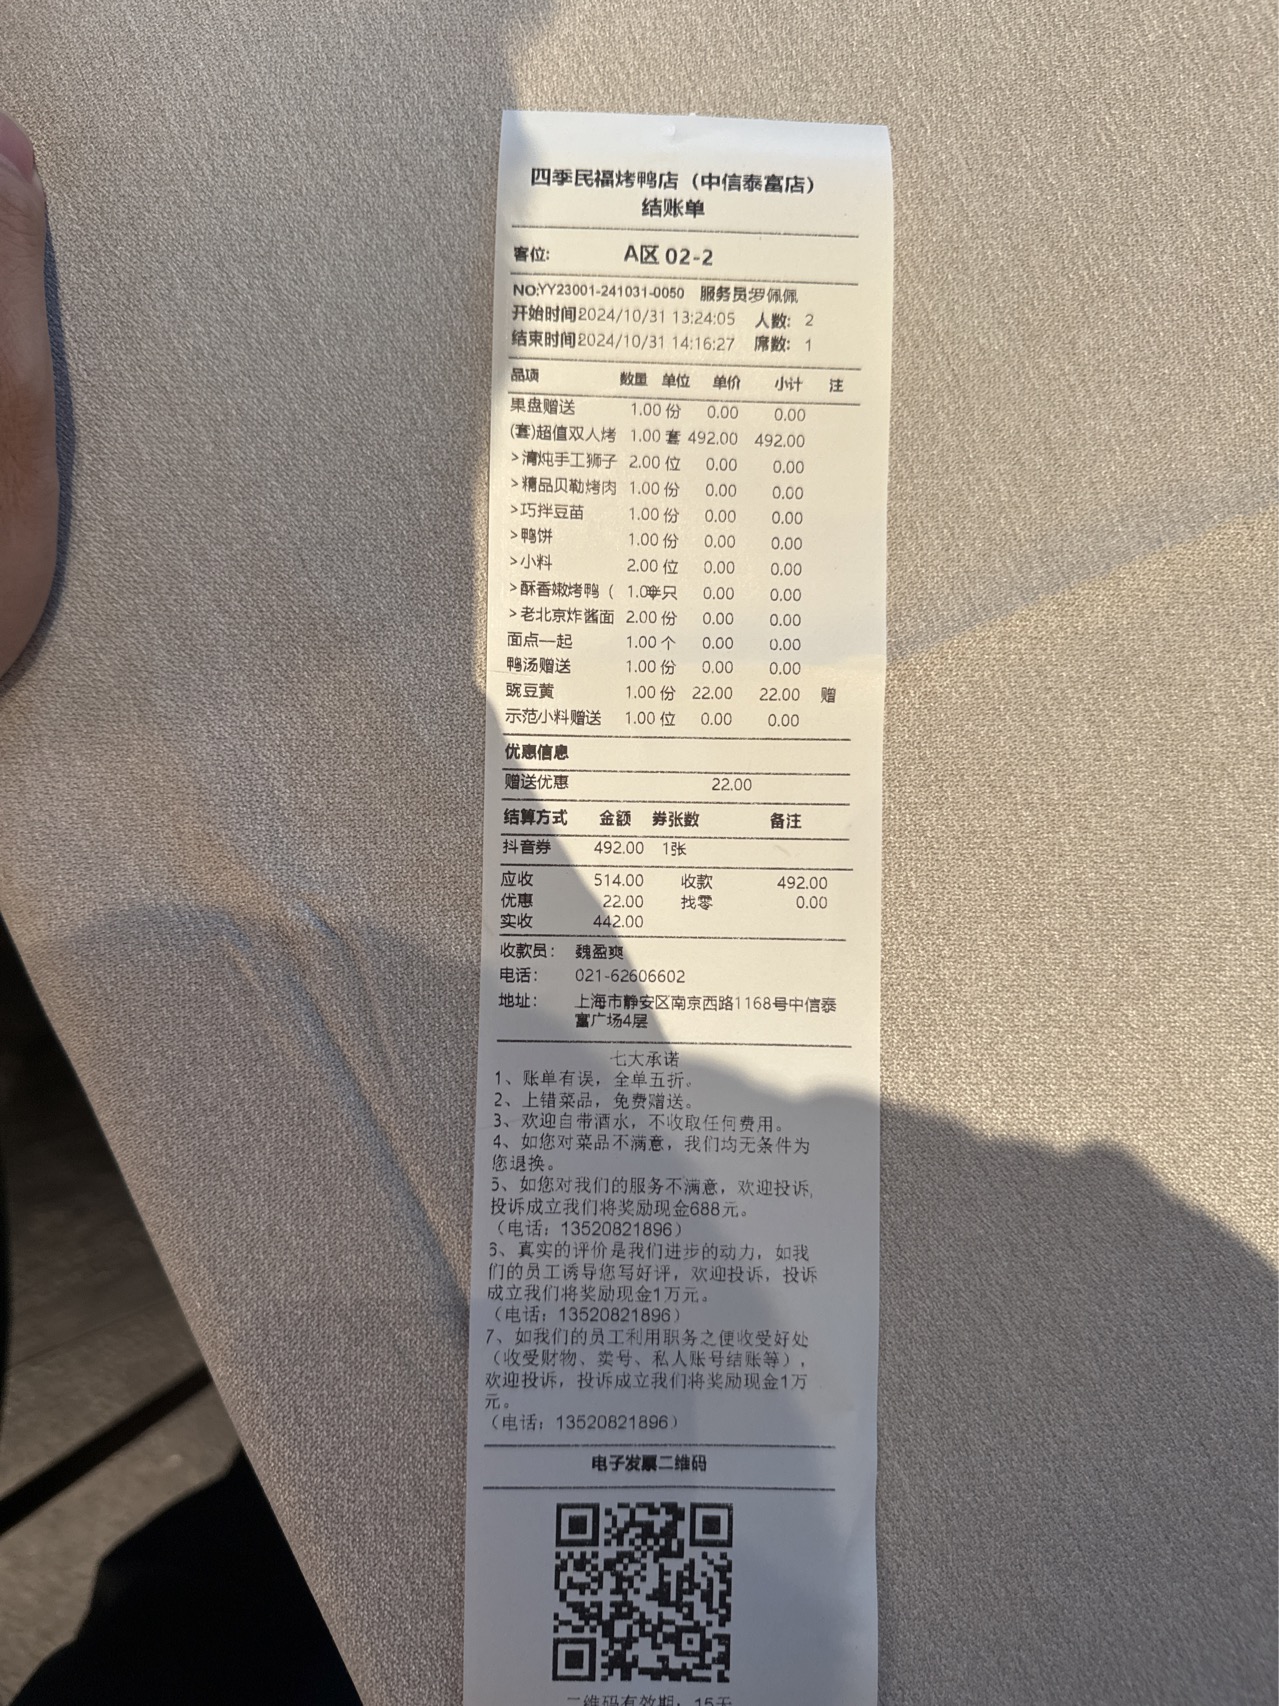 四季民福烤鸭店（中信泰富店）
结账单
客位： A区 02-2
NO:YY23001-241031-0050 服务员罗佩佩
开始时间2024/10/31 13:24:05 人数： 2
结束时间2024/10/31 14:16:27 席数： 1
品项 数量 单位 单价 小计 注
果盘赠送 1.00 份 0.00 0.00
(套)超值双人烤 1.00 套 492.00 492.00
>清炖手工狮子 2.00 位 0.00 0.00
>精品贝勒烤肉 1.00 份 0.00 0.00
>巧拌豆苗 1.00 份 0.00 0.00
>鸭饼 1.00 份 0.00 0.00
>小料 2.00 位 0.00 0.00
>酥香嫩烤鸭（ 1.0 只 0.00 0.00
>老北京炸酱面 2.00 份 0.00 0.00
面点一起 1.00 个 0.00 0.00
鸭汤赠送 1.00 份 0.00 0.00
豌豆黄 1.00 份 22.00 22.00 赠
示范小料赠送 1.00 位 0.00 0.00
优惠信息
赠送优惠 22.00
结算方式 金额 券张数 备注
抖音券 492.00 1张
应收 514.00 收款 492.00
优惠 22.00 找零 0.00
实收 442.00
收款员： 魏盈爽
电话： 021-62606602
地址： 上海市静安区南京西路1168号中信泰
富广场4层
七大承诺
1、账单有误，全单五折。
2、上错菜品，免费赠送。
3、欢迎自带酒水，不收取任何费用。
4、如您对菜品不满意，我们均无条件为
您退换。
5、如您对我们的服务不满意，欢迎投诉，
投诉成立我们将奖励现金688元。
（电话：13520821896）
6、真实的评价是我们进步的动力，如我
们的员工诱导您写好评，欢迎投诉，投诉
成立我们将奖励现金1万元。
（电话：13520821896）
7、如我们的员工利用职务之便收受好处
（收受财物、卖号、私人账号结账等），
欢迎投诉，投诉成立我们将奖励现金1万
元。
（电话：13520821896）
电子发票二维码
二维码有效期：15天